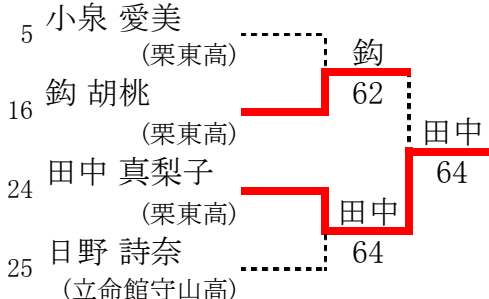 5 小泉 愛美
(栗東高)
鈎
62
16 鈎 胡桃
(栗東高)
田中
64
24 田中 真梨子
(栗東高)
田中
64
25 日野 詩奈
(立命館守山高)